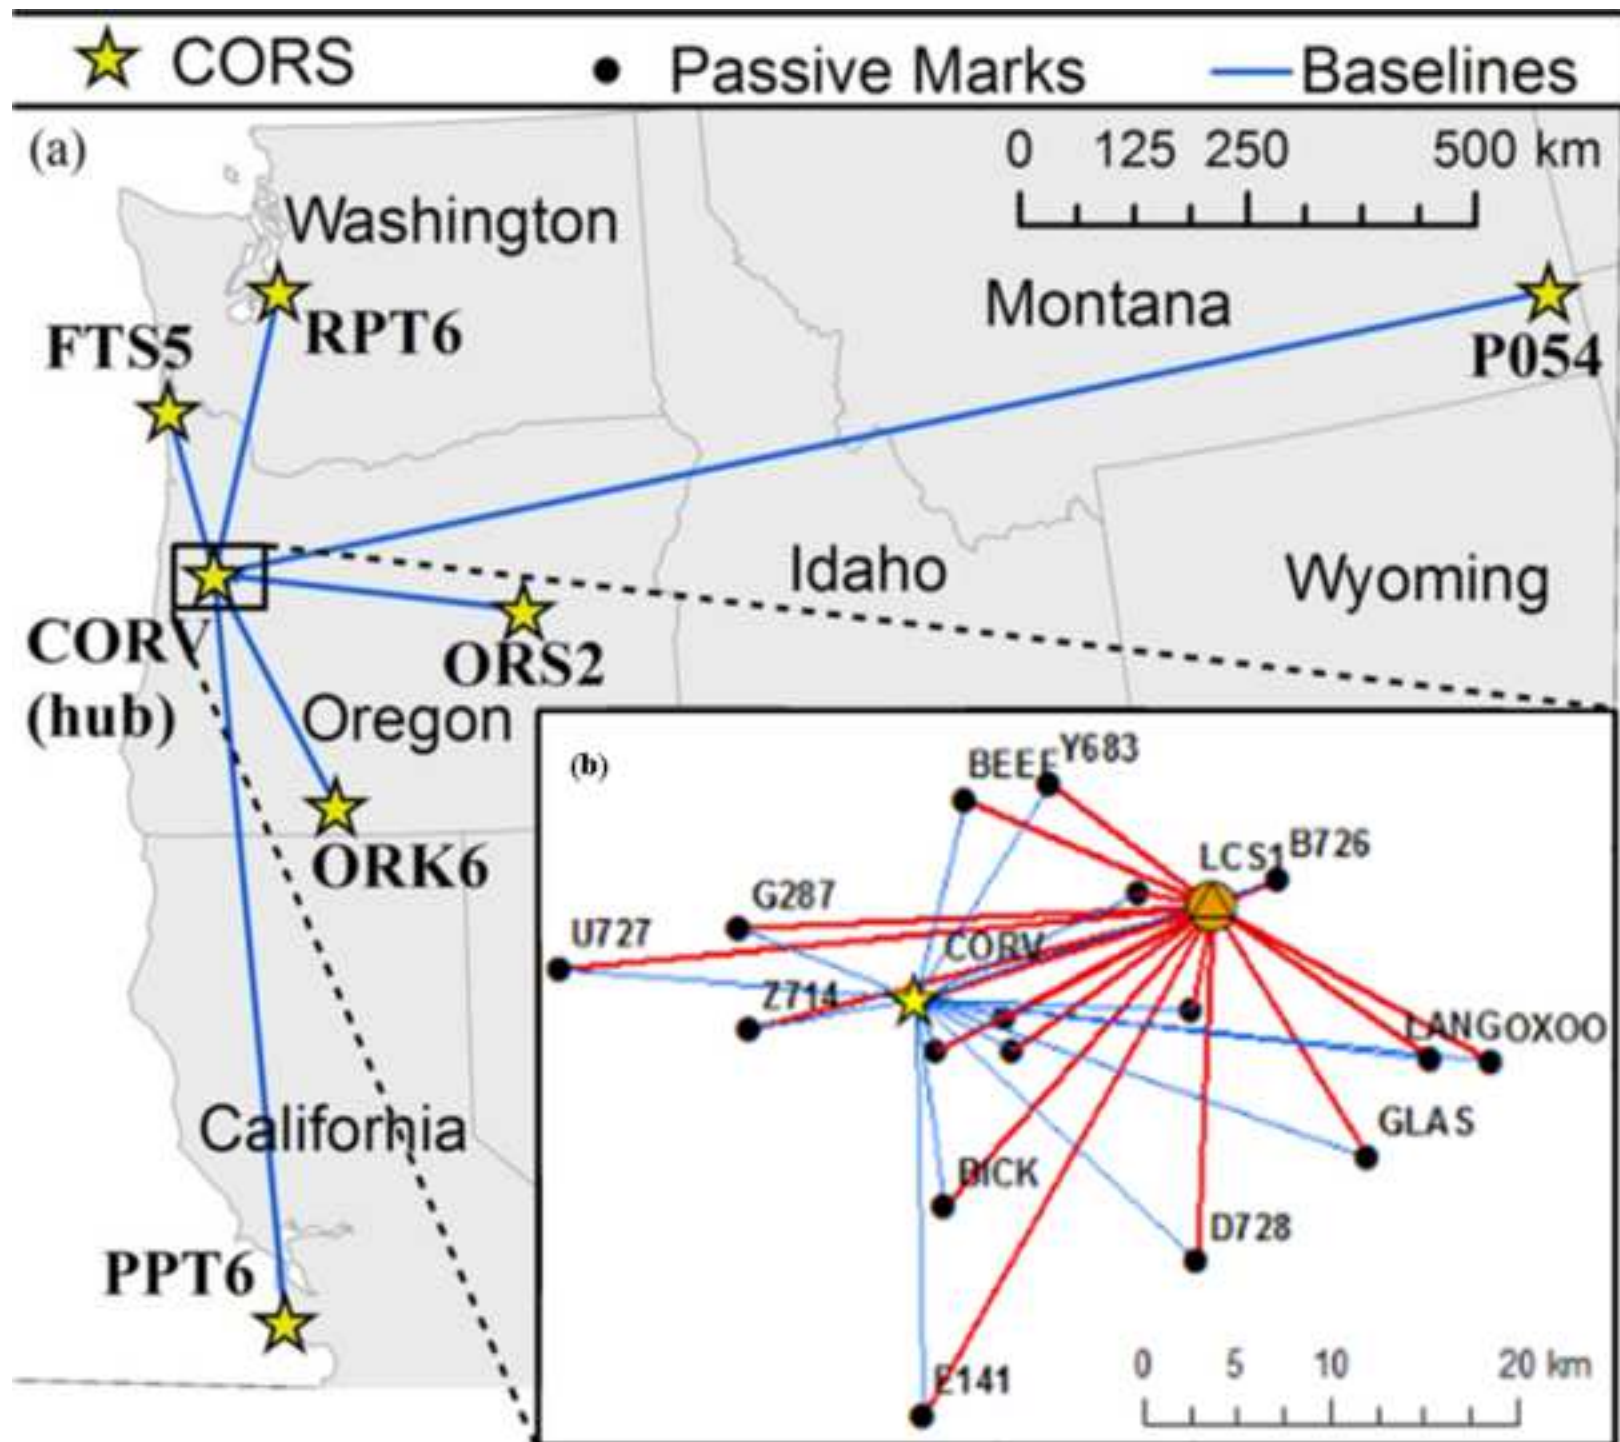 CORS Passive Marks Baselines
(a)
0 125 250 500 km
Washington
Montana
RPT6
FTS5
P054
Idaho
Wyoming
CORV
(hub)
ORS2
Oregon
ORK6
California
PPT6
(b)
BEEF Y683
LCS1 B726
G287
U727
CORV
Z714
LANG OXOO
GLAS
BICK
D728
E141
0 5 10 20 km